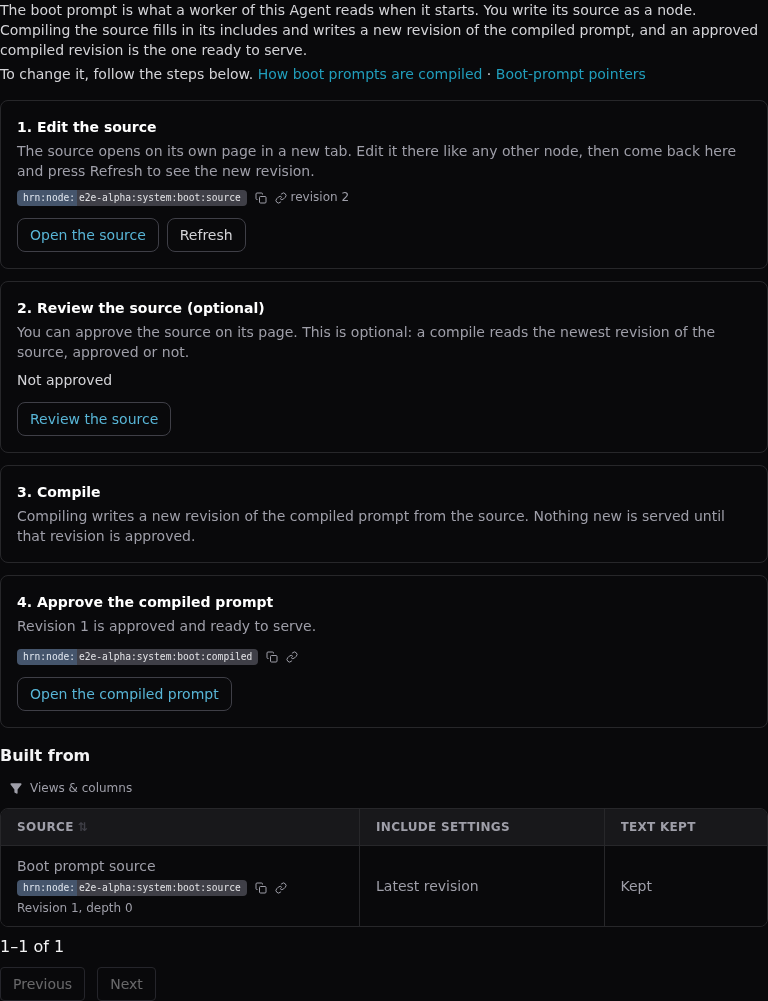 The boot prompt is what a worker of this Agent reads when it starts. You write its source as a node.
Compiling the source fills in its includes and writes a new revision of the compiled prompt, and an approved
compiled revision is the one ready to serve.
To change it, follow the steps below. How boot prompts are compiled · Boot-prompt pointers
1. Edit the source
The source opens on its own page in a new tab. Edit it there like any other node, then come back here
and press Refresh to see the new revision.
hrn:node: e2e-alpha:system:boot:source revision 2
Open the source Refresh
2. Review the source (optional)
You can approve the source on its page. This is optional: a compile reads the newest revision of the
source, approved or not.
Not approved
Review the source
3. Compile
Compiling writes a new revision of the compiled prompt from the source. Nothing new is served until
that revision is approved.
4. Approve the compiled prompt
Revision 1 is approved and ready to serve.
hrn:node: e2e-alpha:system:boot:compiled
Open the compiled prompt
Built from
Views & columns
SOURCE INCLUDE SETTINGS TEXT KEPT
Boot prompt source
hrn:node: e2e-alpha:system:boot:source
Revision 1, depth 0
Latest revision
Kept
1–1 of 1
Previous Next